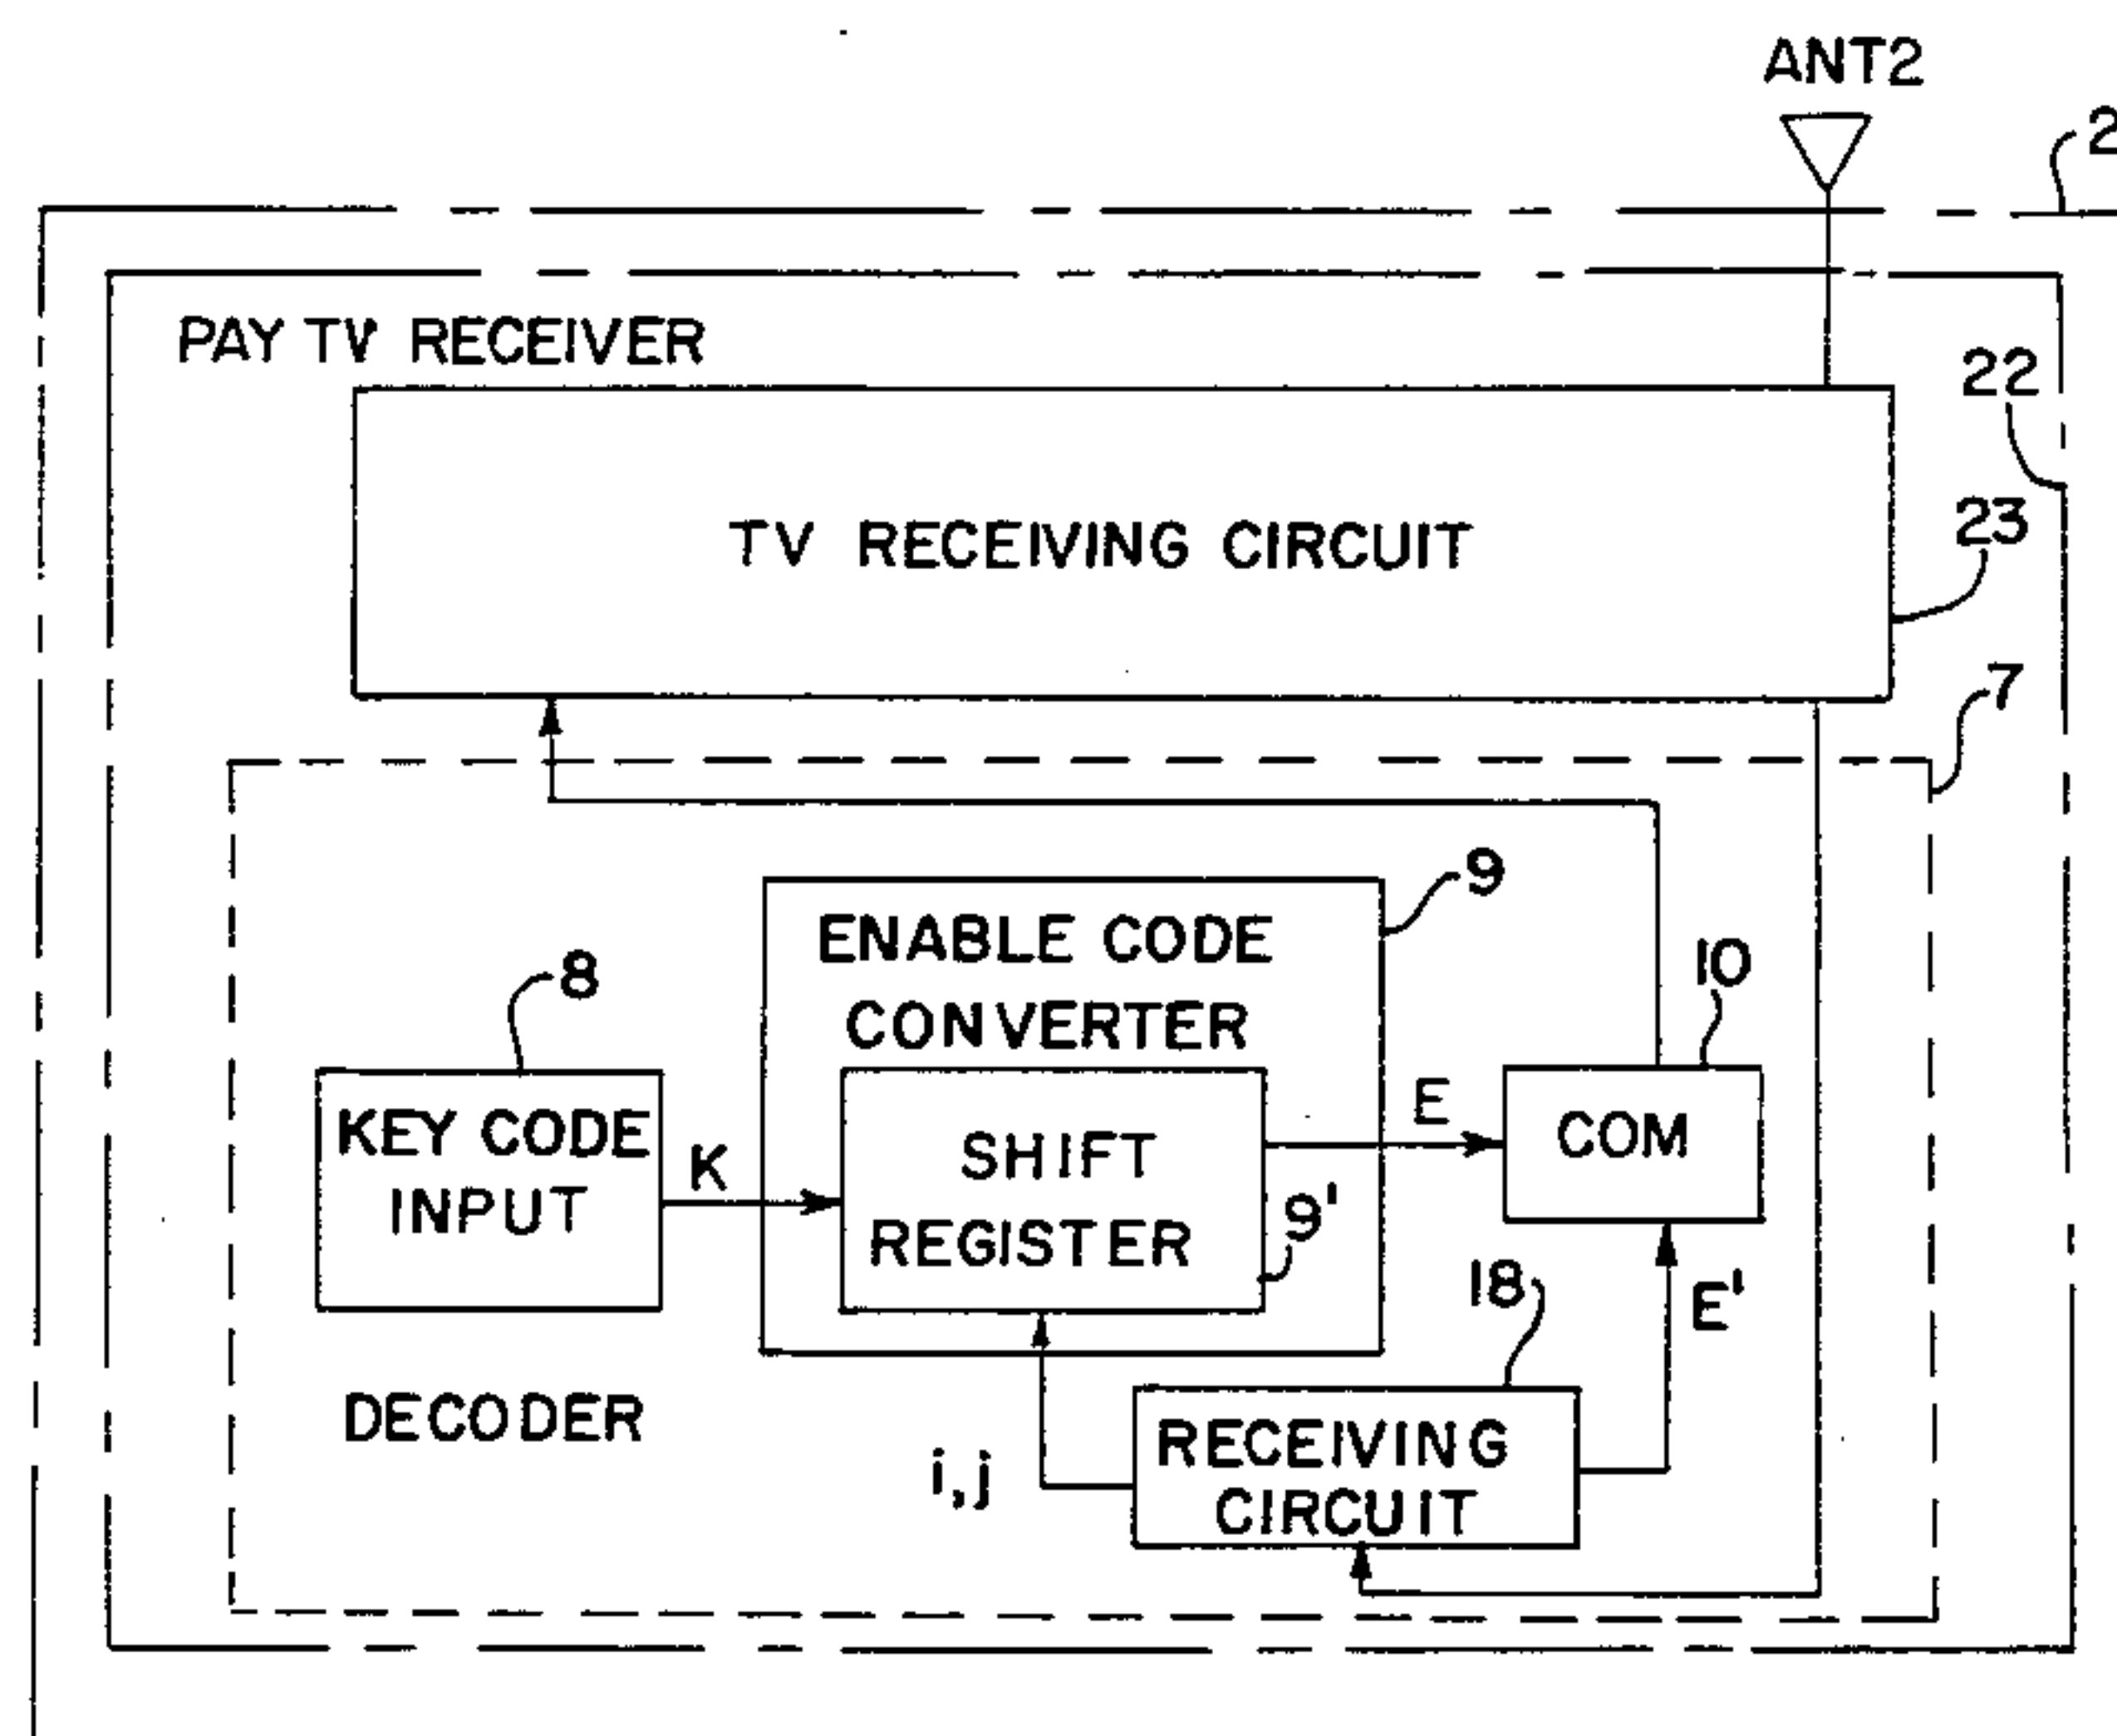 ANT2
2
PAY TV RECEIVER
22
TV RECEIVING CIRCUIT
23
7
9
ENABLE CODE
CONVERTER
8
10
KEY CODE
INPUT
K
SHIFT
REGISTER
9'
E
COM
18
E'
DECODER
i,j
RECEIVING
CIRCUIT